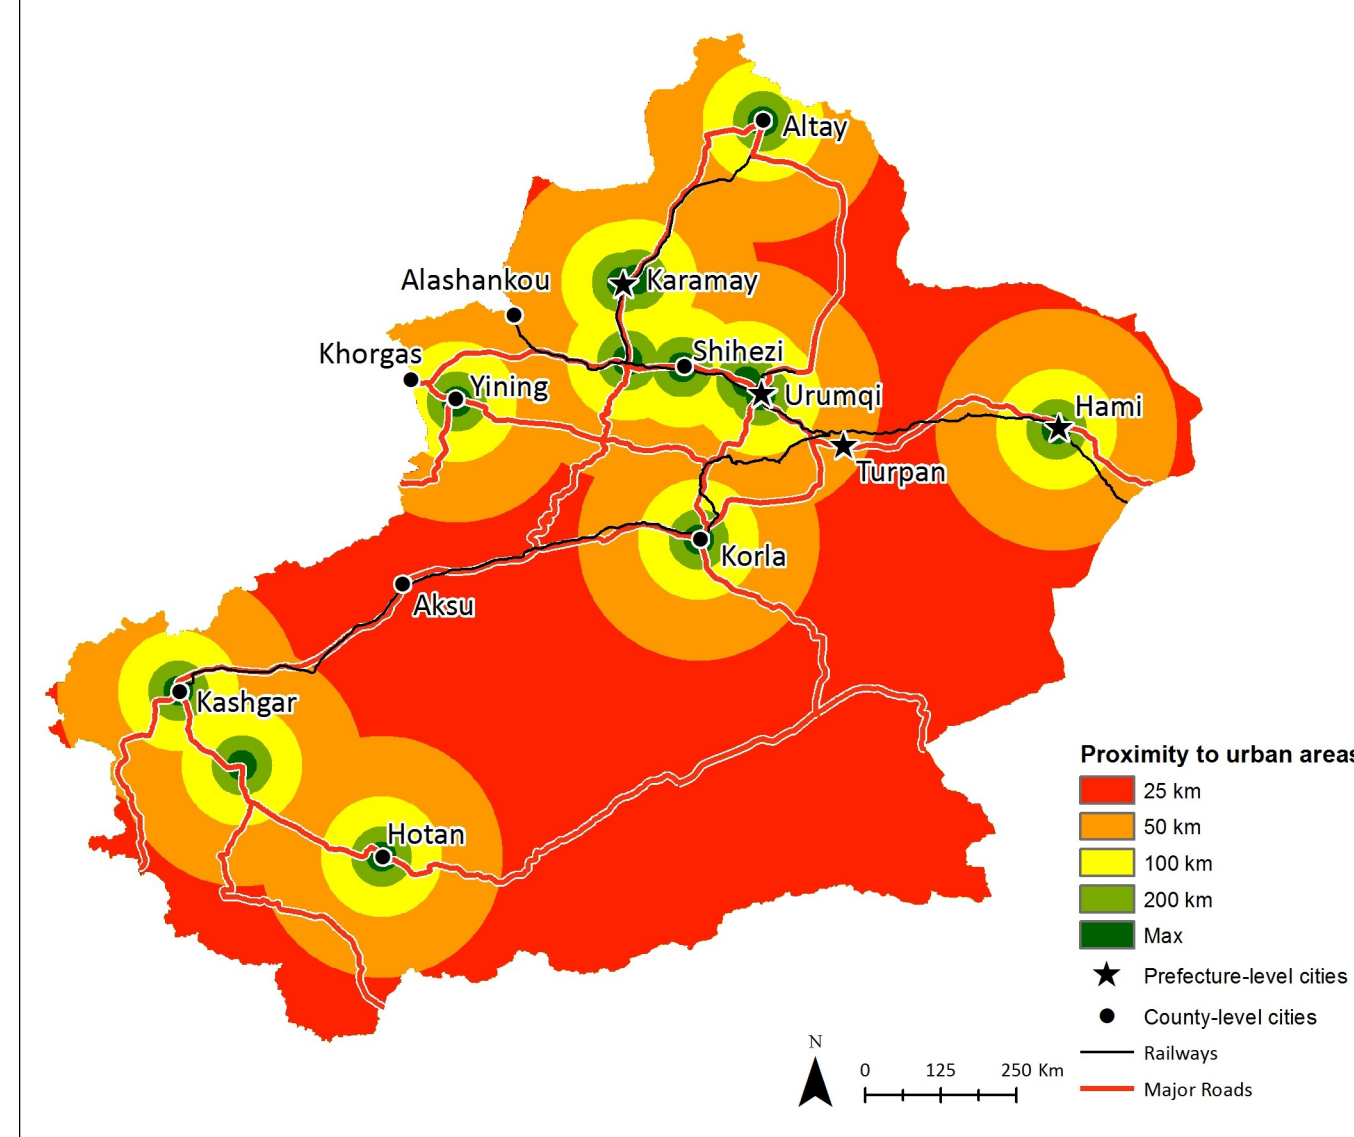 Altay
Alashankou
Karamay
Khorgas
Shihezi
Yining
Urumqi
Hami
Turpan
Korla
Aksu
Kashgar
Hotan
Proximity to urban areas
25 km
50 km
100 km
200 km
Max
Prefecture-level cities
County-level cities
Railways
Major Roads
N
0 125 250 Km